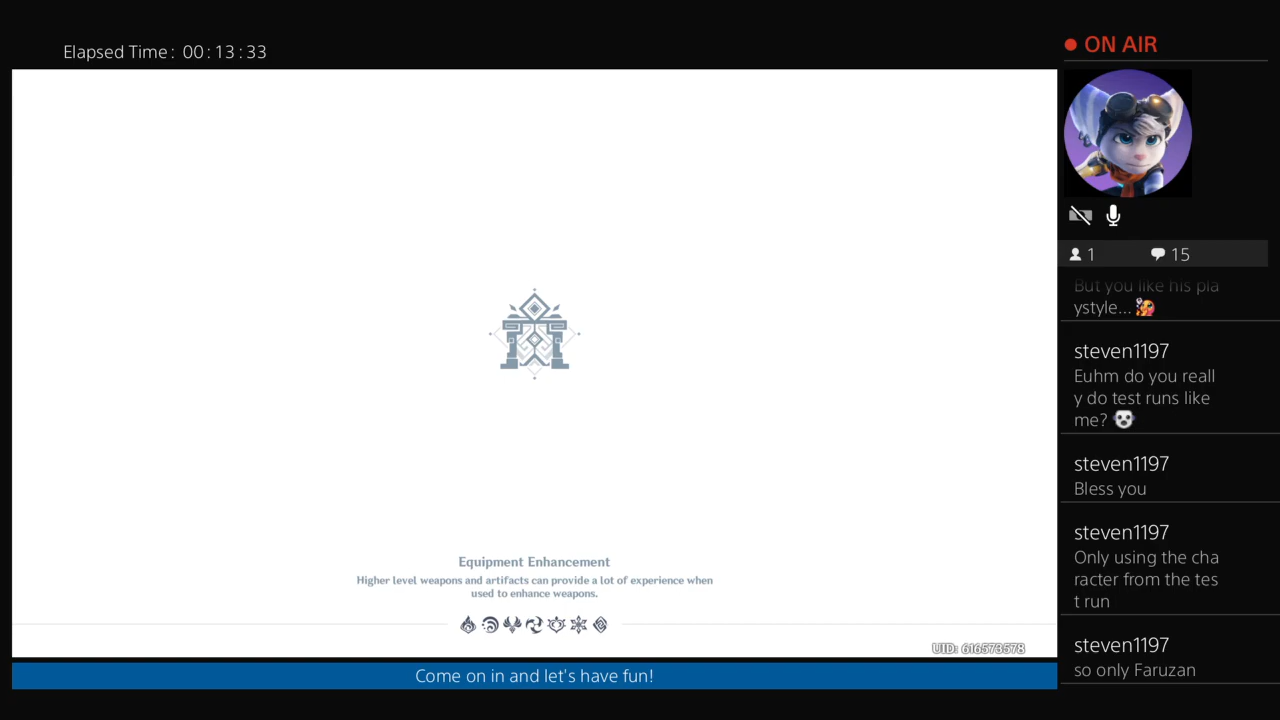 Elapsed Time: 00:13:33
ON AIR
1
15
But you like his pla
ystyle...
steven1197
Euhm do you reall
y do test runs like
me?
steven1197
Bless you
steven1197
Only using the cha
racter from the tes
t run
steven1197
so only Faruzan
Equipment Enhancement
Higher level weapons and artifacts can provide a lot of experience when
used to enhance weapons.
UID: 616573578
Come on in and let's have fun!